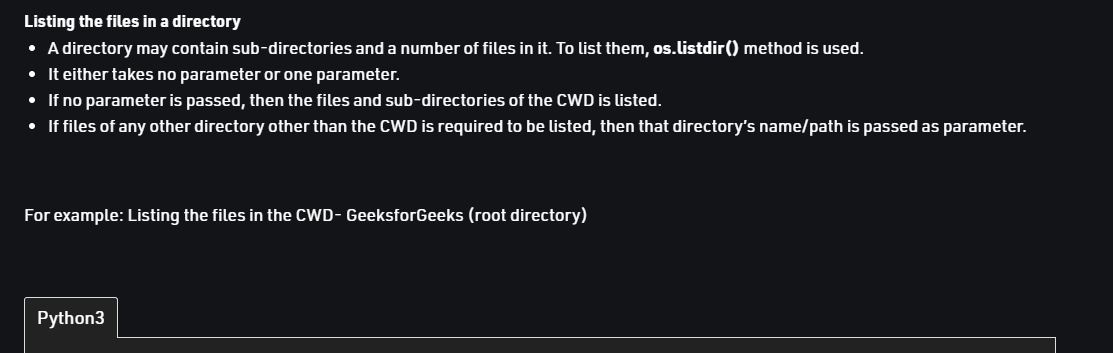 Listing the files in a directory
• A directory may contain sub-directories and a number of files in it. To list them, os.listdir() method is used.
• It either takes no parameter or one parameter.
• If no parameter is passed, then the files and sub-directories of the CWD is listed.
• If files of any other directory other than the CWD is required to be listed, then that directory's name/path is passed as parameter.
For example: Listing the files in the CWD- GeeksforGeeks (root directory)
Python3